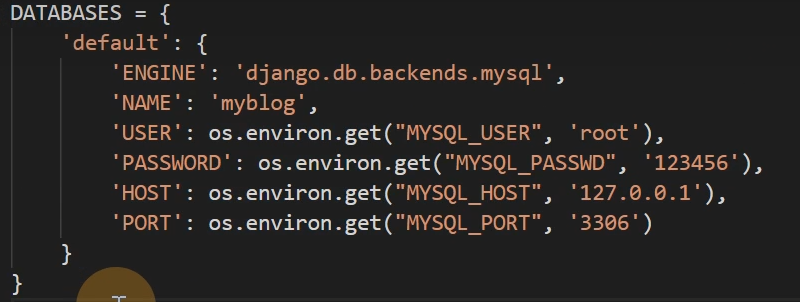 DATABASES = {
    'default': {
        'ENGINE': 'django.db.backends.mysql',
        'NAME': 'myblog',
        'USER': os.environ.get("MYSQL_USER", 'root'),
        'PASSWORD': os.environ.get("MYSQL_PASSWD", '123456'),
        'HOST': os.environ.get("MYSQL_HOST", '127.0.0.1'),
        'PORT': os.environ.get("MYSQL_PORT", '3306')
    }
}